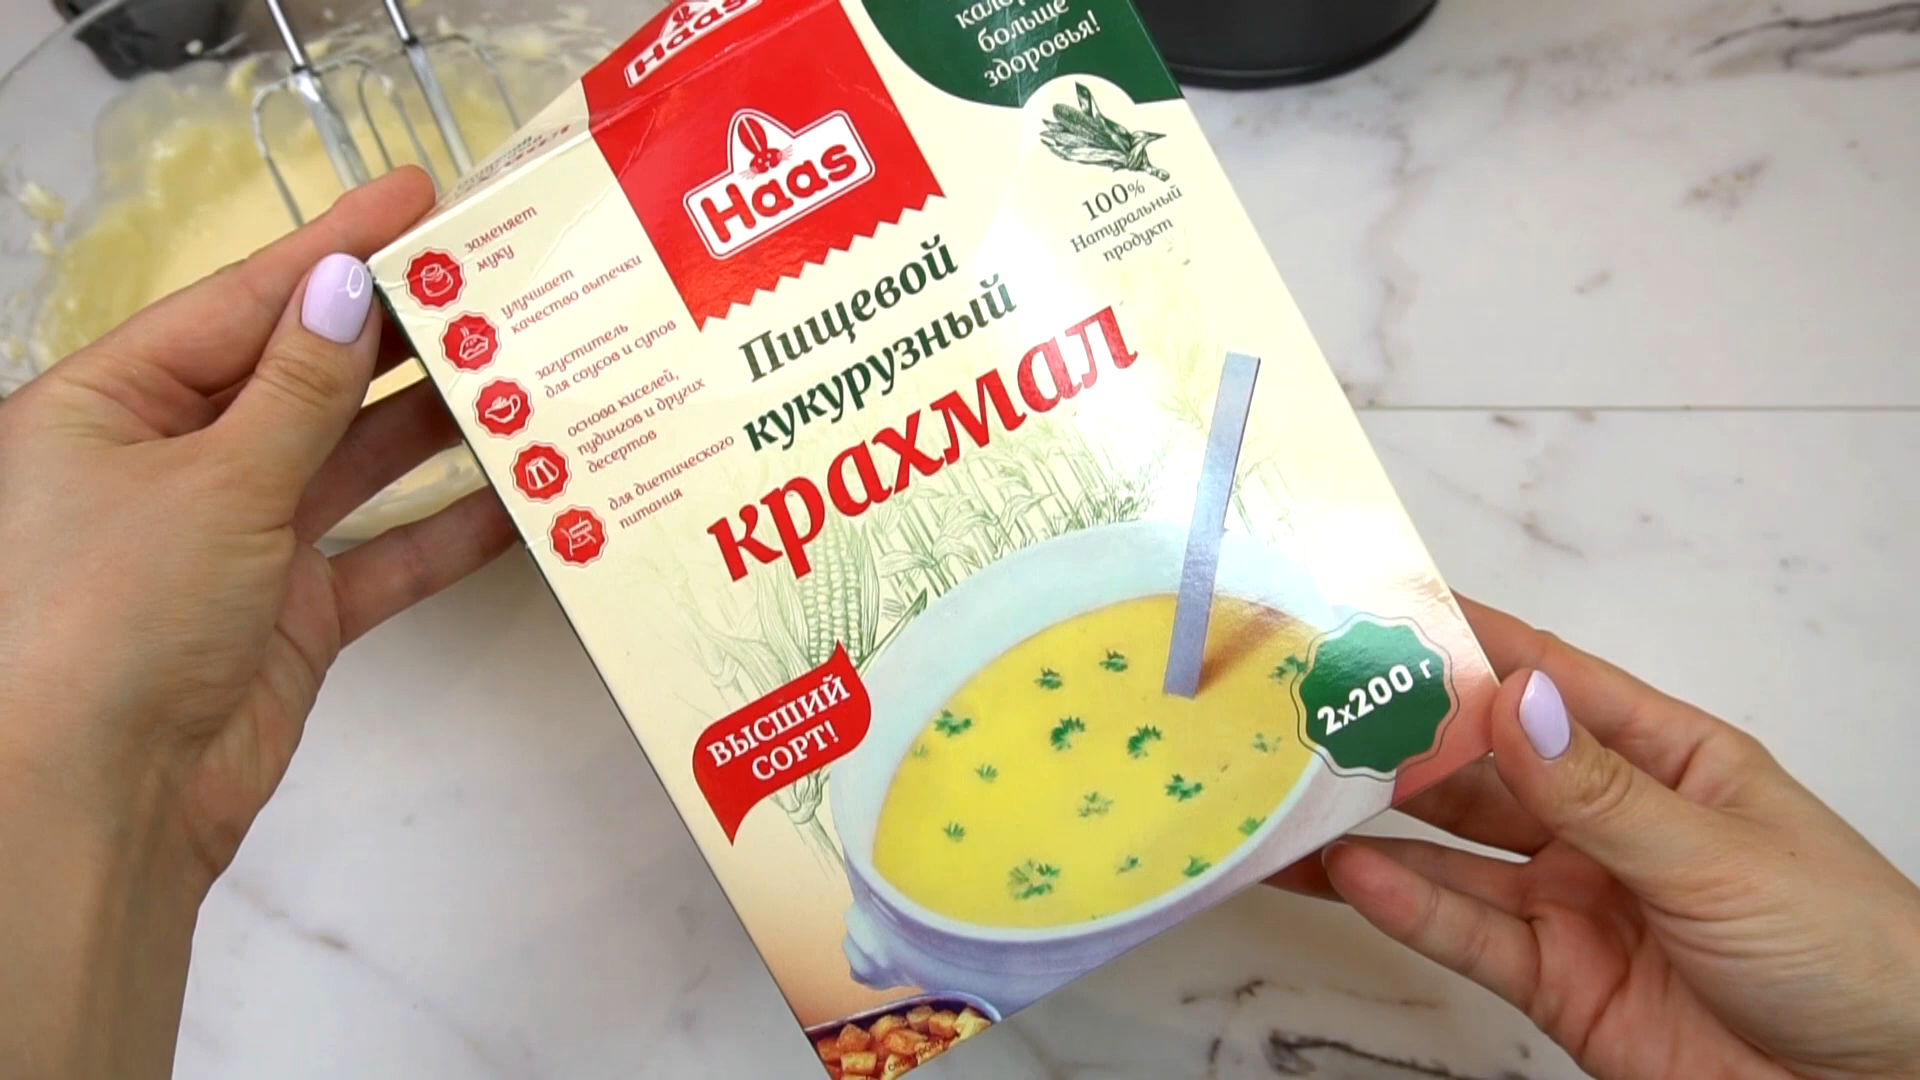 Haas
Haas
больше
здоровья!
100%
Натуральный
продукт
заменяет
муку
улучшает
качество выпечки
загуститель
для соусов и супов
основа киселей,
пудингов и других
десертов
для диетического
питания
Пищевой
кукурузный
крахмал
ВЫСШИЙ
СОРТ!
2x200 г